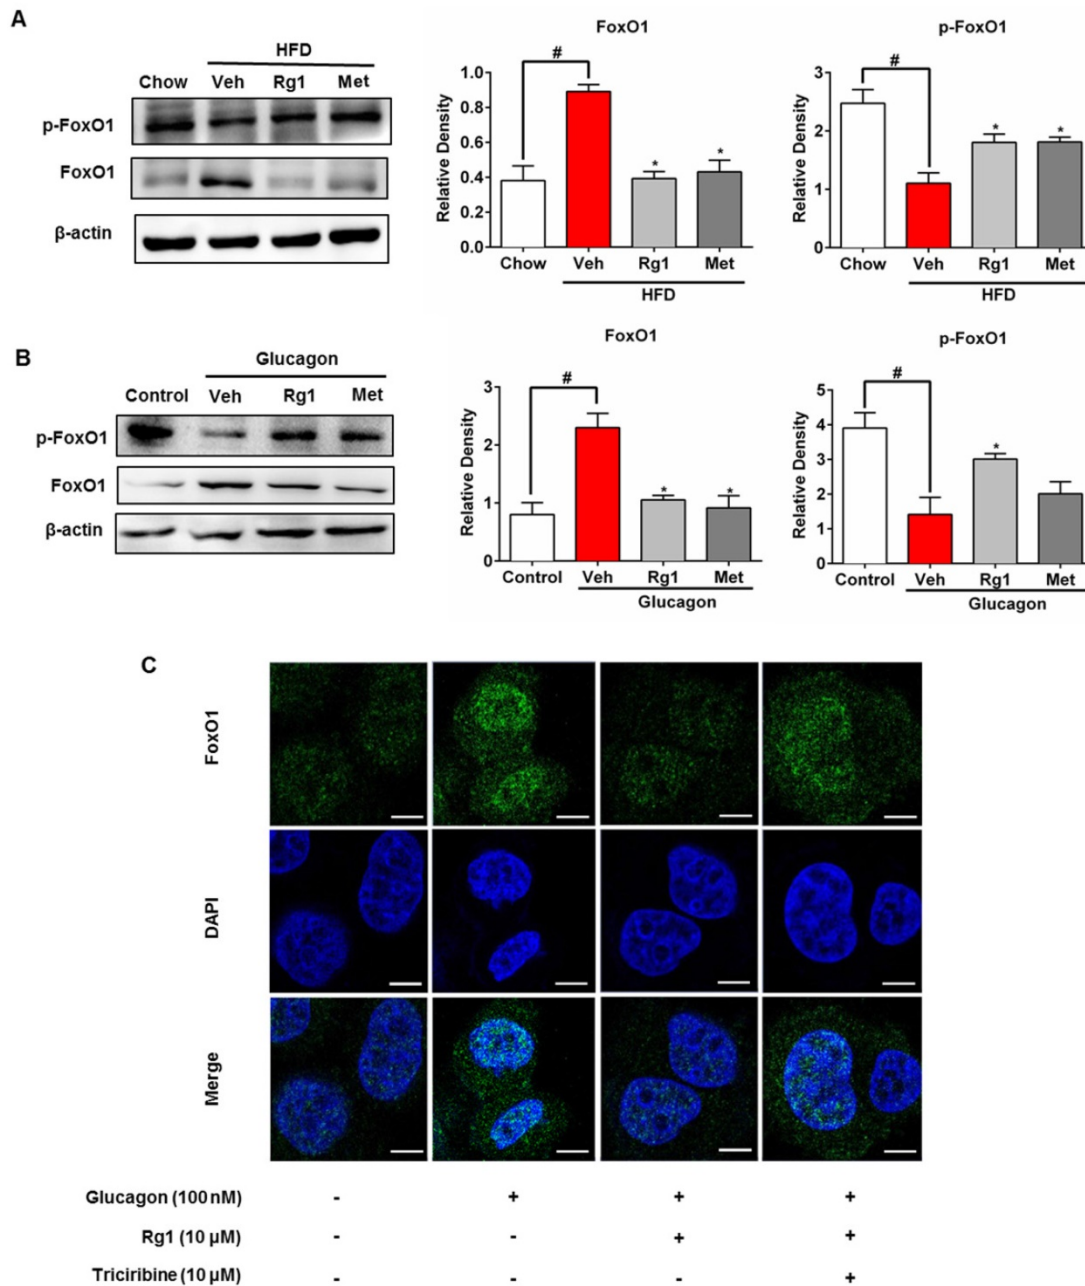 A
HFD
Chow Veh Rg1 Met
p-FoxO1
FoxO1
β-actin
FoxO1
#
Relative Density
1.0
0.8
0.6
0.4
0.2
0.0
* *
Chow Veh Rg1 Met
HFD
p-FoxO1
#
Relative Density
3
2
1
0
* *
Chow Veh Rg1 Met
HFD
B
Glucagon
Control Veh Rg1 Met
p-FoxO1
FoxO1
β-actin
FoxO1
#
Relative Density
3
2
1
0
* *
Control Veh Rg1 Met
Glucagon
p-FoxO1
#
Relative Density
5
4
3
2
1
0
*
Control Veh Rg1 Met
Glucagon
C
FoxO1
DAPI
Merge
Glucagon (100 nM) - + + +
Rg1 (10 μM) - - + +
Triciribine (10 μM) - - - +